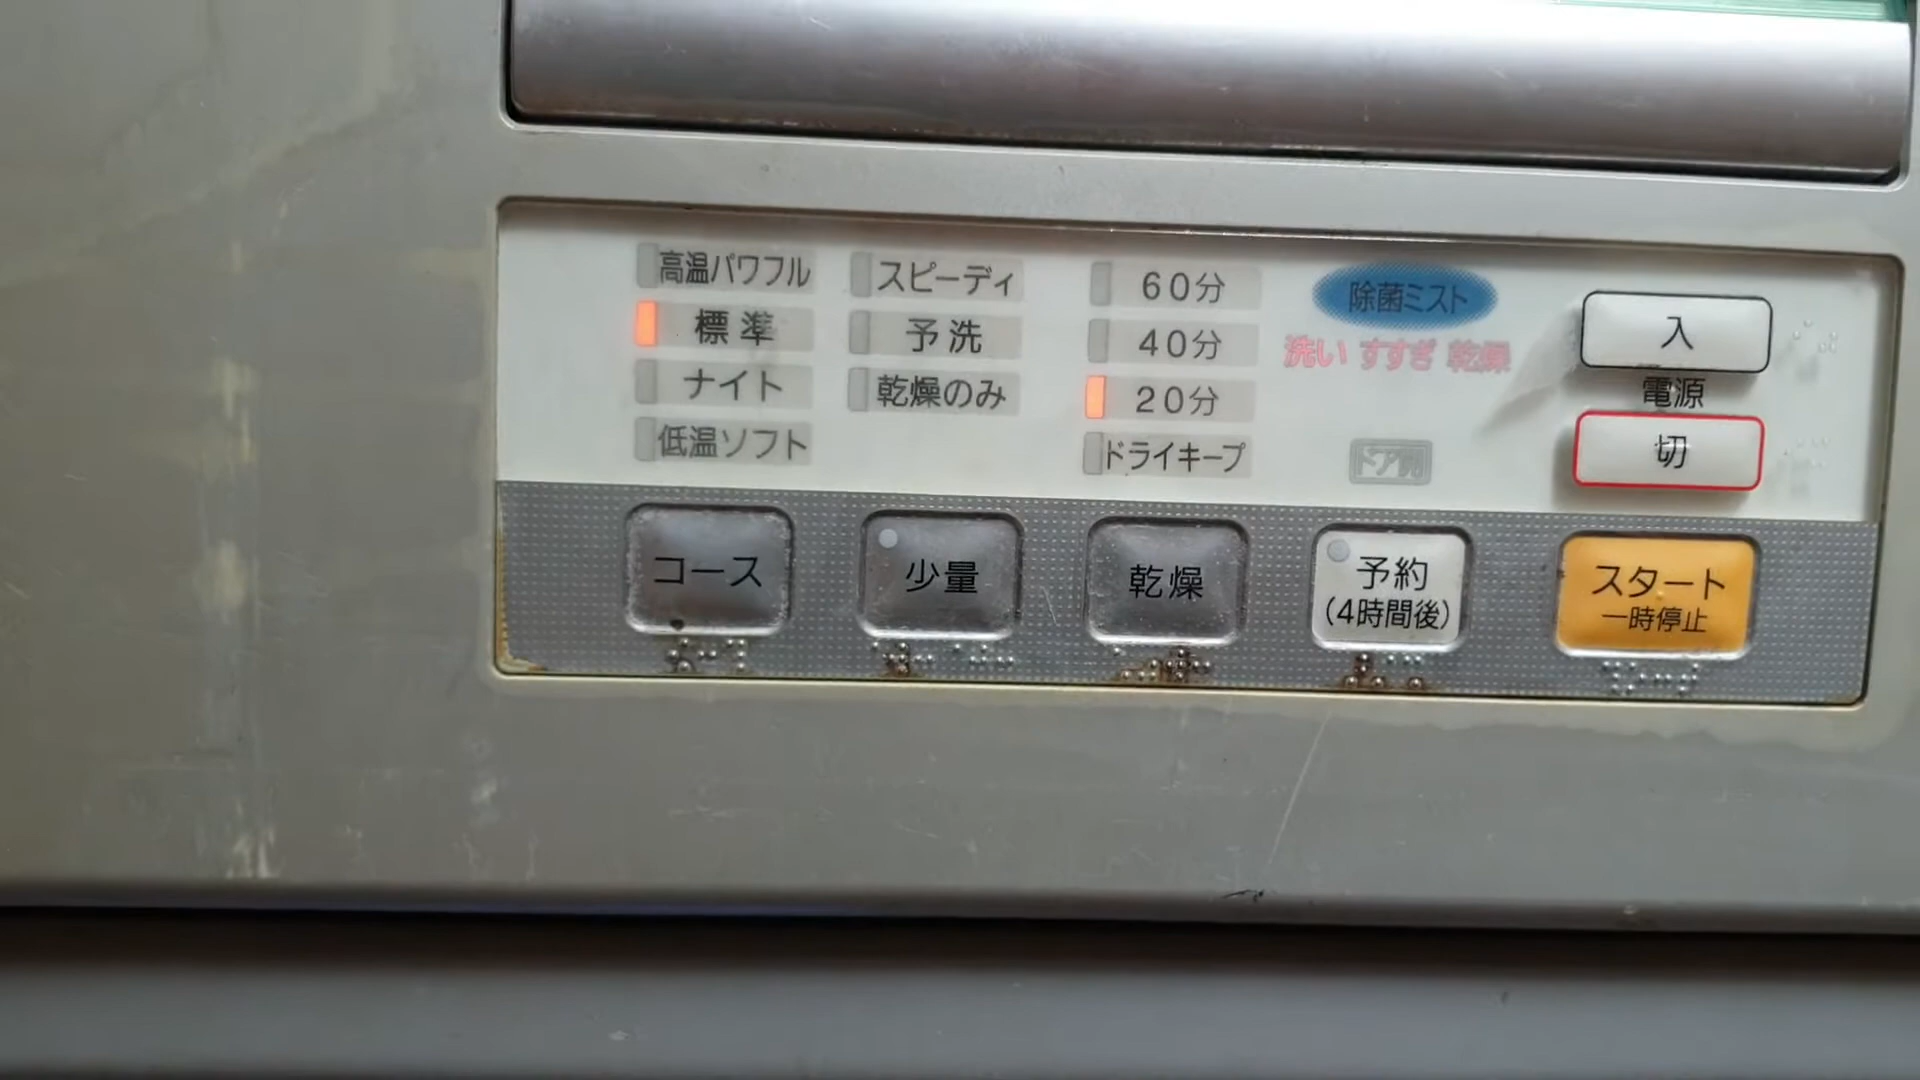 高温パワフル
標準
ナイト
低温ソフト
スピーディ
予洗
乾燥のみ
60分
40分
20分
ドライキープ
除菌ミスト
洗い すすぎ 乾燥
ドア開
入
電源
切
コース
少量
乾燥
予約
(4時間後)
スタート
一時停止